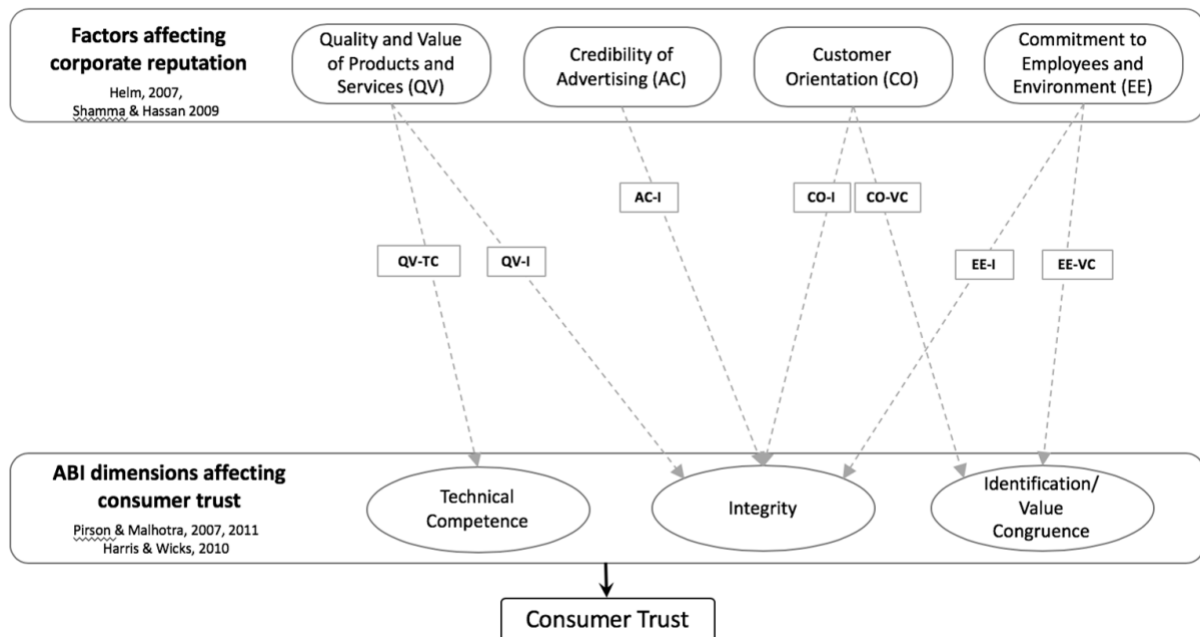 Factors affecting
corporate reputation
Helm, 2007,
Shamma & Hassan 2009
Quality and Value
of Products and
Services (QV)
Credibility of
Advertising (AC)
Customer
Orientation (CO)
Commitment to
Employees and
Environment (EE)
AC-I
CO-I
CO-VC
QV-TC
QV-I
EE-I
EE-VC
ABI dimensions affecting
consumer trust
Pirson & Malhotra, 2007, 2011
Harris & Wicks, 2010
Technical
Competence
Integrity
Identification/
Value
Congruence
Consumer Trust